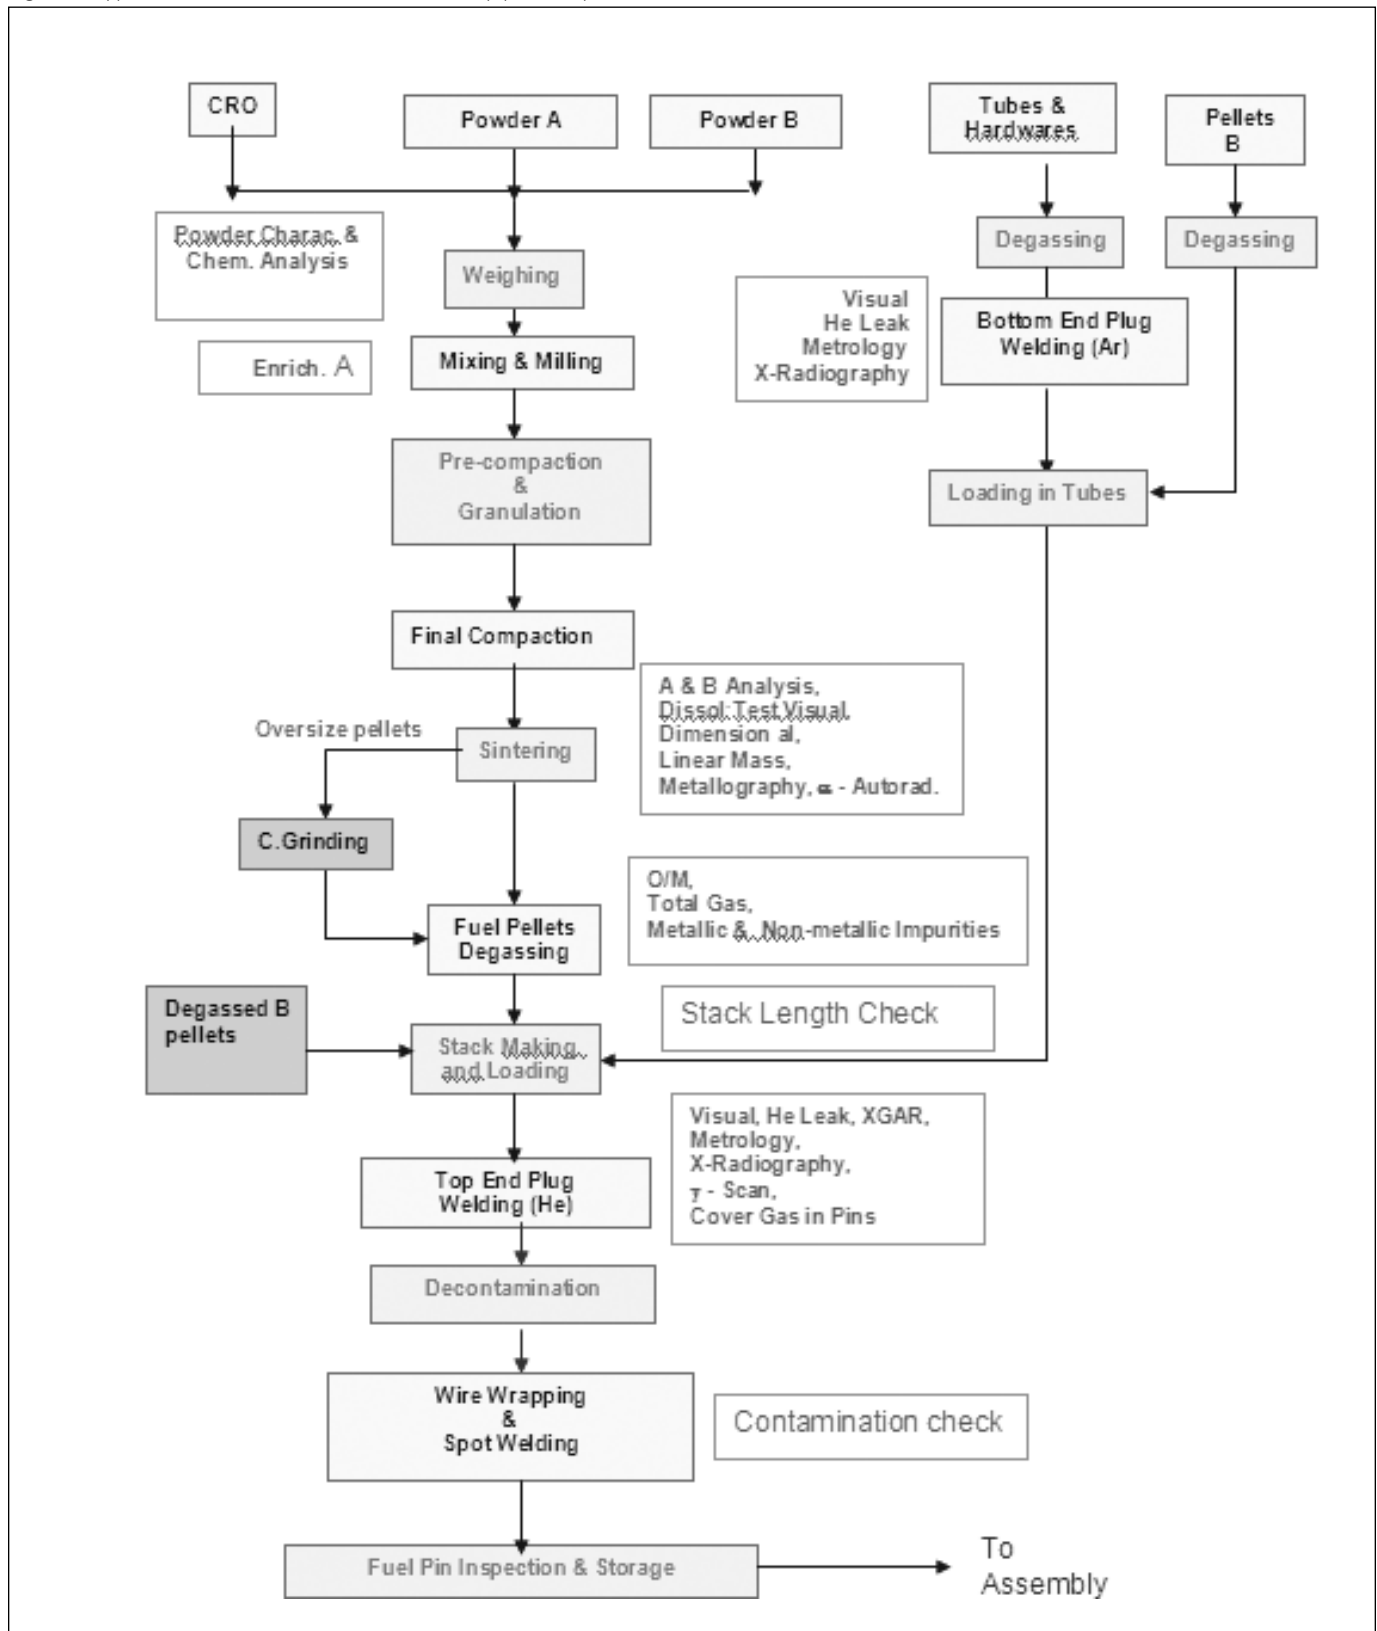 CRO
Powder A
Powder B
Tubes &
Hardwares
Pellets
B
Powder Charac. &
Chem. Analysis
Weighing
Degassing
Degassing
Visual
He Leak
Metrology
X-Radiography
Bottom End Plug
Welding (Ar)
Enrich. A
Mixing & Milling
Pre-compaction
&
Granulation
Loading in Tubes
Final Compaction
A & B Analysis,
Dissol:Test,Visual,
Dimension al,
Linear Mass,
Metallography, α - Autorad.
Oversize pellets
Sintering
C.Grinding
O/M,
Total Gas,
Metallic & Non-metallic Impurities
Fuel Pellets
Degassing
Degassed B
pellets
Stack Length Check
Stack Making
and Loading
Visual, He Leak, XGAR,
Metrology,
X-Radiography,
γ - Scan,
Cover Gas in Pins
Top End Plug
Welding (He)
Decontamination
Wire Wrapping
&
Spot Welding
Contamination check
Fuel Pin Inspection & Storage
To
Assembly